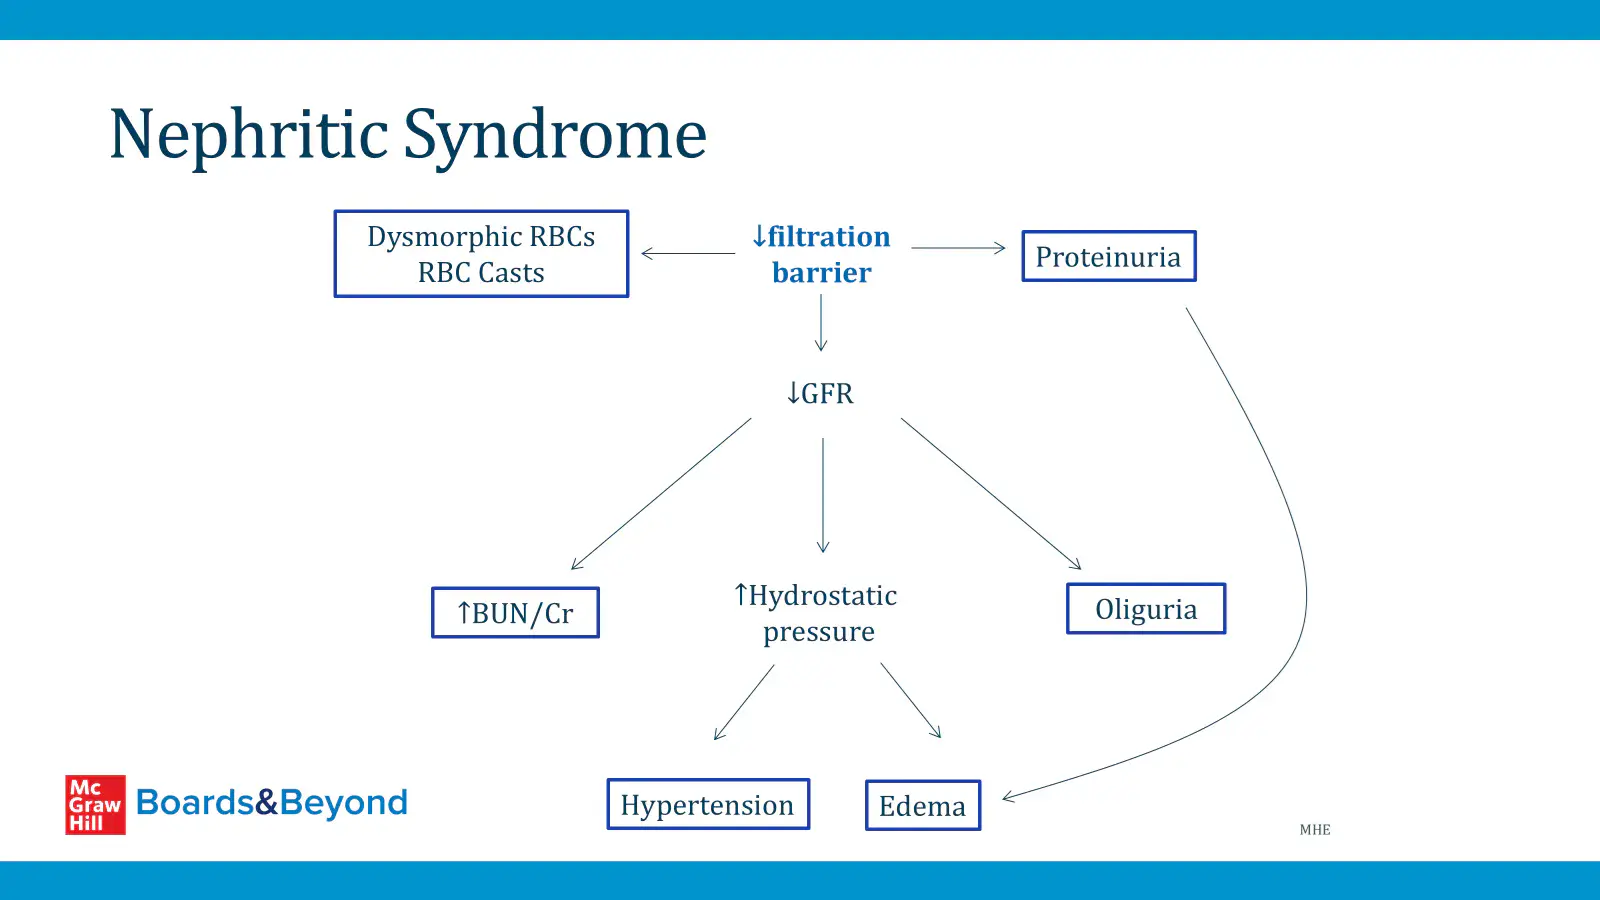 Nephritic Syndrome
Dysmorphic RBCs
RBC Casts
↓filtration
barrier
Proteinuria
↓GFR
↑BUN/Cr
↑Hydrostatic
pressure
Oliguria
Hypertension
Edema
Mc
Graw
Hill
Boards&Beyond
MHE